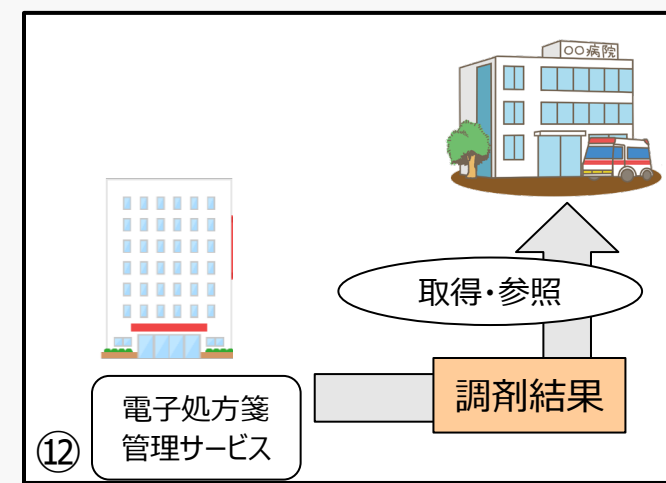 〇〇病院
取得・参照
調剤結果
電子処方箋
管理サービス
⑫